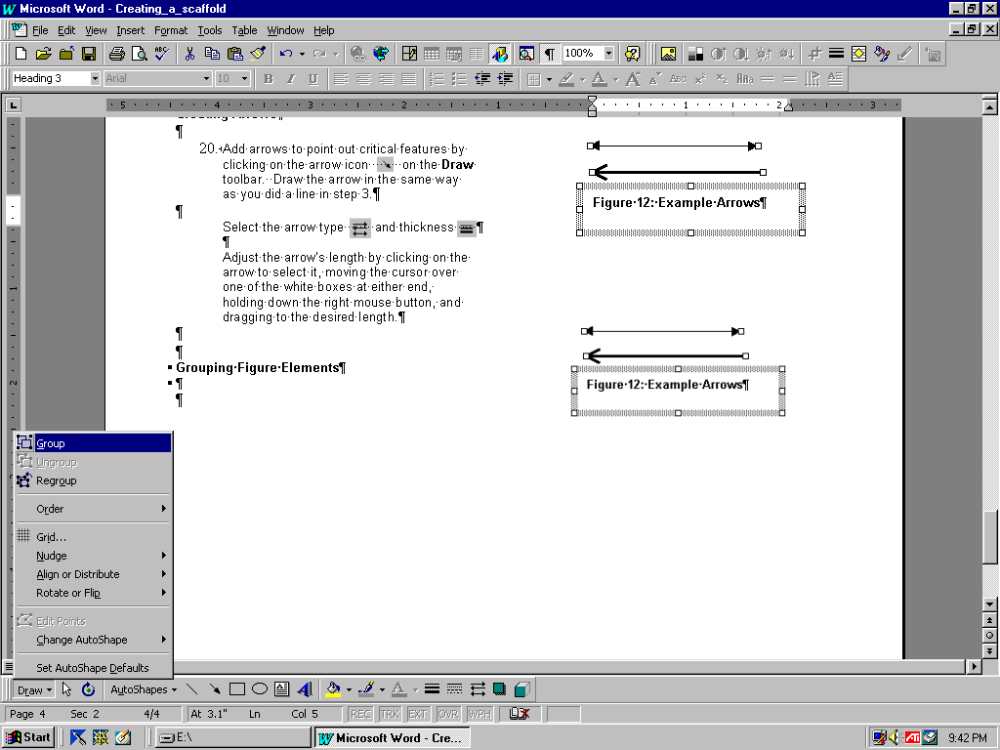 Microsoft Word - Creating_a_scaffold
File Edit View Insert Format Tools Table Window Help
100%
Heading 3 Arial 10 B I U
5 4 3 2 1 1 2 3
¶
20. Add·arrows·to·point·out·critical·features·by·
clicking·on·the·arrow·icon· ·on·the·Draw·
toolbar.··Draw·the·arrow·in·the·same·way·
as·you·did·a·line·in·step·3.¶
¶
Select·the·arrow·type· ·and·thickness· ¶
¶
Adjust·the·arrow's·length·by·clicking·on·the·
arrow·to·select·it,·moving·the·cursor·over·
one·of·the·white·boxes·at·either·end,·
holding·down·the·right·mouse·button,·and·
dragging·to·the·desired·length.¶
¶
¶
Grouping·Figure·Elements¶
¶
¶
Figure·12:·Example·Arrows¶
Figure·12:·Example·Arrows¶
Group
Ungroup
Regroup
Order
Grid...
Nudge
Align or Distribute
Rotate or Flip
Edit Points
Change AutoShape
Set AutoShape Defaults
Draw AutoShapes
Page 4 Sec 2 4/4 At 3.1" Ln Col 5 REC TRK EXT OVR WPH
Start E:\ Microsoft Word - Cre... 9:42 PM